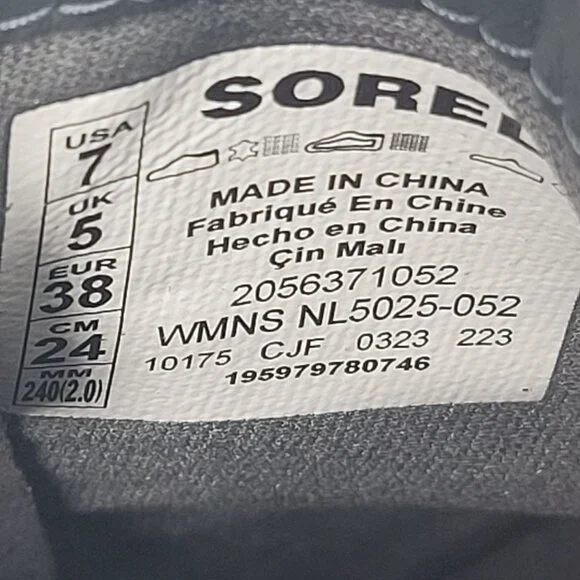 SOREL
USA
7
UK
5
EUR
38
CM
24
MM
240(2.0)
MADE IN CHINA
Fabriqué En Chine
Hecho en China
Çin Malı
2056371052
WMNS NL5025-052
10175 CJF 0323 223
195979780746